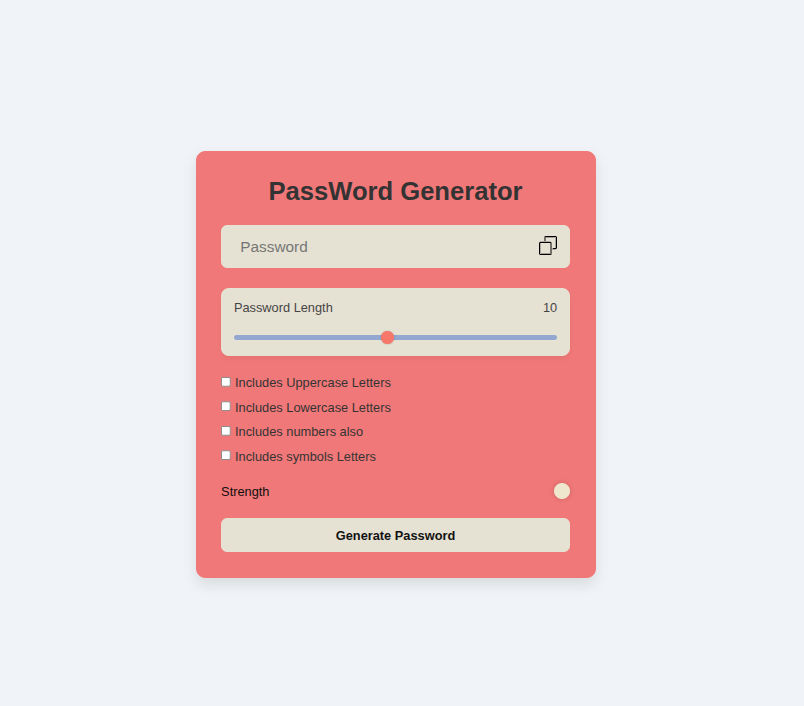 PassWord Generator
Password
Password Length 10
Includes Uppercase Letters
Includes Lowercase Letters
Includes numbers also
Includes symbols Letters
Strength
Generate Password